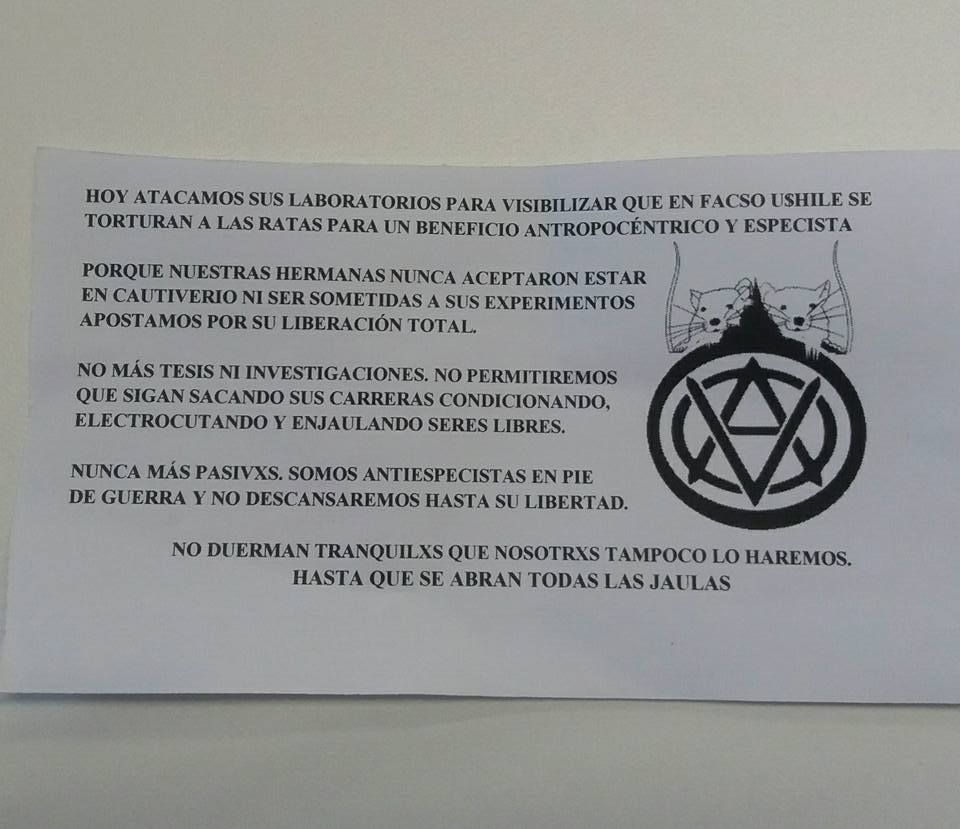 HOY ATACAMOS SUS LABORATORIOS PARA VISIBILIZAR QUE EN FACSO U$HILE SE
TORTURAN A LAS RATAS PARA UN BENEFICIO ANTROPOCÉNTRICO Y ESPECISTA
PORQUE NUESTRAS HERMANAS NUNCA ACEPTARON ESTAR
EN CAUTIVERIO NI SER SOMETIDAS A SUS EXPERIMENTOS
APOSTAMOS POR SU LIBERACIÓN TOTAL.
NO MÁS TESIS NI INVESTIGACIONES. NO PERMITIREMOS
QUE SIGAN SACANDO SUS CARRERAS CONDICIONANDO,
ELECTROCUTANDO Y ENJAULANDO SERES LIBRES.
NUNCA MÁS PASIVXS. SOMOS ANTIESPECISTAS EN PIE
DE GUERRA Y NO DESCANSAREMOS HASTA SU LIBERTAD.
NO DUERMAN TRANQUILXS QUE NOSOTRXS TAMPOCO LO HAREMOS.
HASTA QUE SE ABRAN TODAS LAS JAULAS